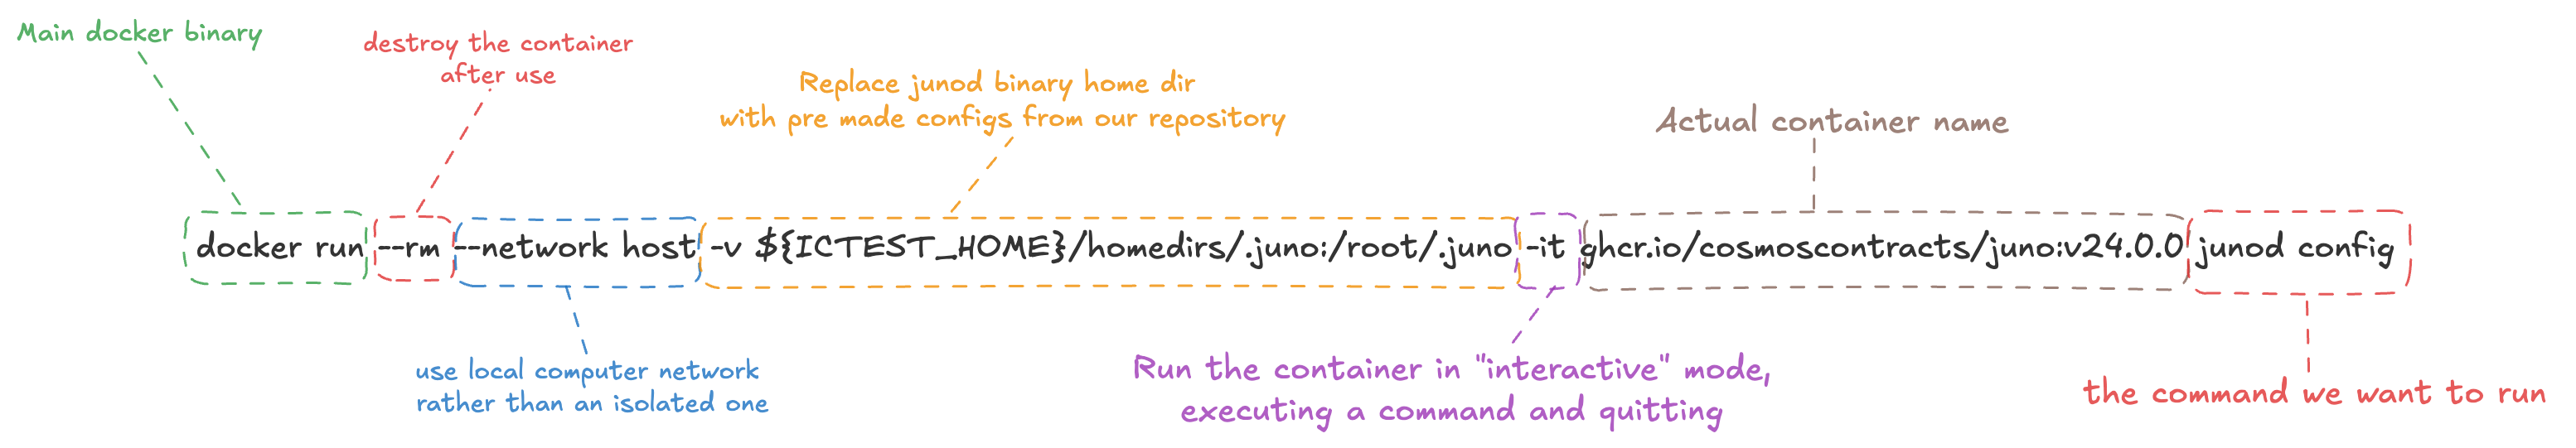 Main docker binary
destroy the container
after use
Replace junod binary home dir
with pre made configs from our repository
Actual container name
docker run --rm --network host -v ${ICTEST_HOME}/homedirs/.juno:/root/.juno -it ghcr.io/cosmoscontracts/juno:v24.0.0 junod config
use local computer network
rather than an isolated one
Run the container in "interactive" mode,
executing a command and quitting
the command we want to run